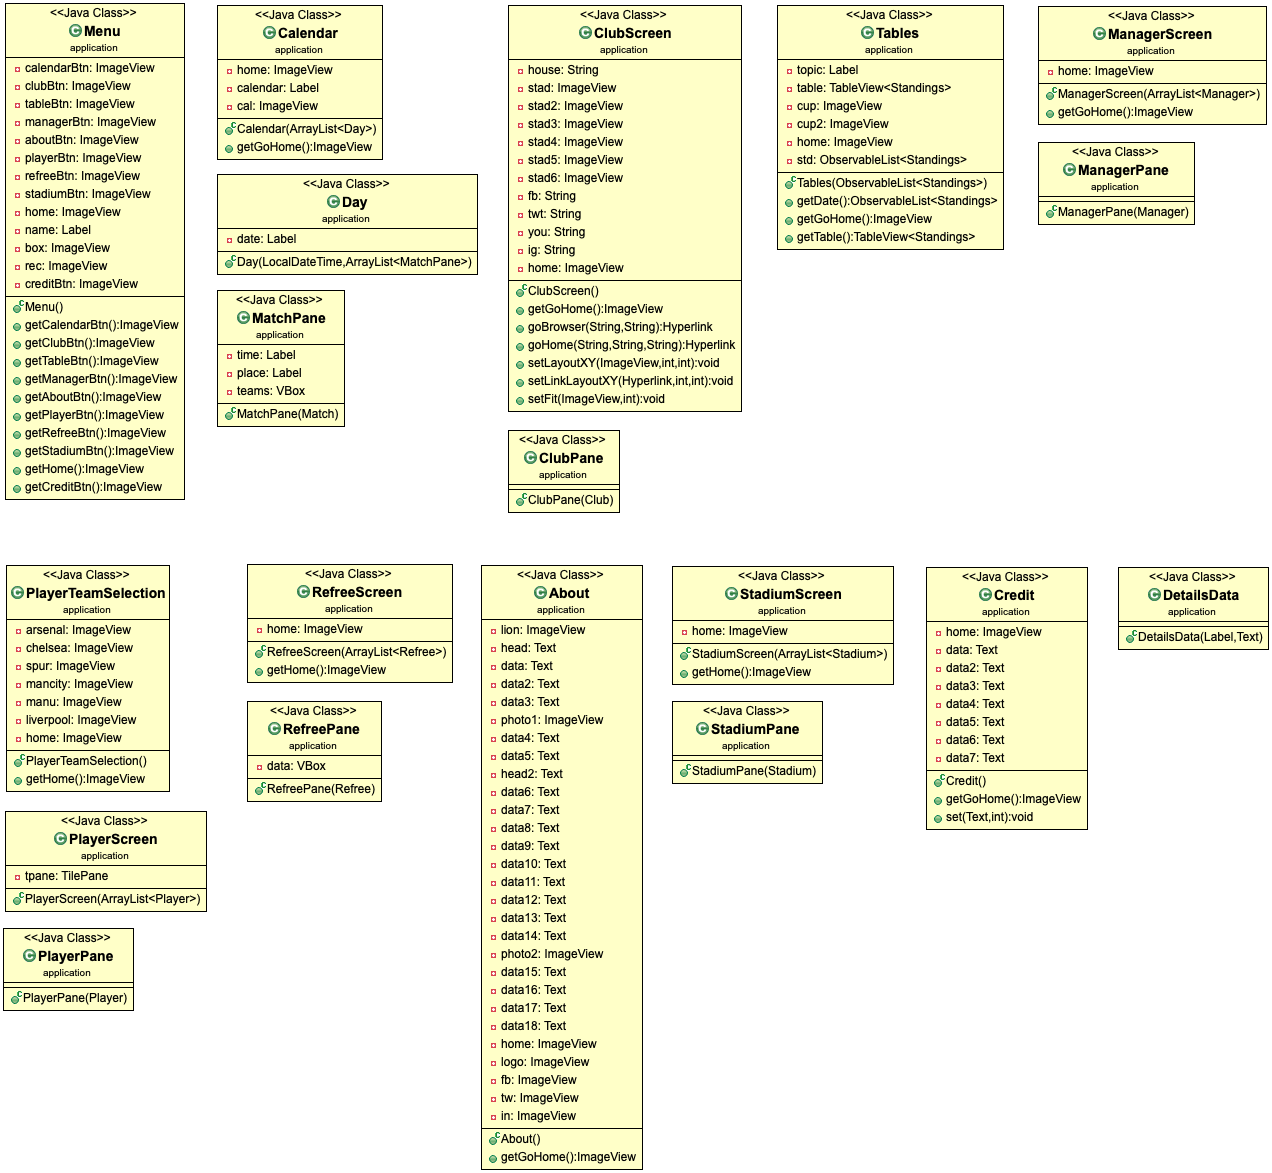 <<Java Class>>
Menu
application
calendarBtn: ImageView
clubBtn: ImageView
tableBtn: ImageView
managerBtn: ImageView
aboutBtn: ImageView
playerBtn: ImageView
refreeBtn: ImageView
stadiumBtn: ImageView
home: ImageView
name: Label
box: ImageView
rec: ImageView
creditBtn: ImageView
Menu()
getCalendarBtn():ImageView
getClubBtn():ImageView
getTableBtn():ImageView
getManagerBtn():ImageView
getAboutBtn():ImageView
getPlayerBtn():ImageView
getRefreeBtn():ImageView
getStadiumBtn():ImageView
getHome():ImageView
getCreditBtn():ImageView
<<Java Class>>
Calendar
application
home: ImageView
calendar: Label
cal: ImageView
Calendar(ArrayList<Day>)
getGoHome():ImageView
<<Java Class>>
Day
application
date: Label
Day(LocalDateTime,ArrayList<MatchPane>)
<<Java Class>>
MatchPane
application
time: Label
place: Label
teams: VBox
MatchPane(Match)
<<Java Class>>
ClubScreen
application
house: String
stad: ImageView
stad2: ImageView
stad3: ImageView
stad4: ImageView
stad5: ImageView
stad6: ImageView
fb: String
twt: String
you: String
ig: String
home: ImageView
ClubScreen()
getGoHome():ImageView
goBrowser(String,String):Hyperlink
goHome(String,String,String):Hyperlink
setLayoutXY(ImageView,int,int):void
setLinkLayoutXY(Hyperlink,int,int):void
setFit(ImageView,int):void
<<Java Class>>
ClubPane
application
ClubPane(Club)
<<Java Class>>
Tables
application
topic: Label
table: TableView<Standings>
cup: ImageView
cup2: ImageView
home: ImageView
std: ObservableList<Standings>
Tables(ObservableList<Standings>)
getDate():ObservableList<Standings>
getGoHome():ImageView
getTable():TableView<Standings>
<<Java Class>>
ManagerScreen
application
home: ImageView
ManagerScreen(ArrayList<Manager>)
getGoHome():ImageView
<<Java Class>>
ManagerPane
application
ManagerPane(Manager)
<<Java Class>>
PlayerTeamSelection
application
arsenal: ImageView
chelsea: ImageView
spur: ImageView
mancity: ImageView
manu: ImageView
liverpool: ImageView
home: ImageView
PlayerTeamSelection()
getHome():ImageView
<<Java Class>>
PlayerScreen
application
tpane: TilePane
PlayerScreen(ArrayList<Player>)
<<Java Class>>
PlayerPane
application
PlayerPane(Player)
<<Java Class>>
RefreeScreen
application
home: ImageView
RefreeScreen(ArrayList<Refree>)
getHome():ImageView
<<Java Class>>
RefreePane
application
data: VBox
RefreePane(Refree)
<<Java Class>>
About
application
lion: ImageView
head: Text
data: Text
data2: Text
data3: Text
photo1: ImageView
data4: Text
data5: Text
head2: Text
data6: Text
data7: Text
data8: Text
data9: Text
data10: Text
data11: Text
data12: Text
data13: Text
data14: Text
photo2: ImageView
data15: Text
data16: Text
data17: Text
data18: Text
home: ImageView
logo: ImageView
fb: ImageView
tw: ImageView
in: ImageView
About()
getGoHome():ImageView
<<Java Class>>
StadiumScreen
application
home: ImageView
StadiumScreen(ArrayList<Stadium>)
getHome():ImageView
<<Java Class>>
StadiumPane
application
StadiumPane(Stadium)
<<Java Class>>
Credit
application
home: ImageView
data: Text
data2: Text
data3: Text
data4: Text
data5: Text
data6: Text
data7: Text
Credit()
getGoHome():ImageView
set(Text,int):void
<<Java Class>>
DetailsData
application
DetailsData(Label,Text)